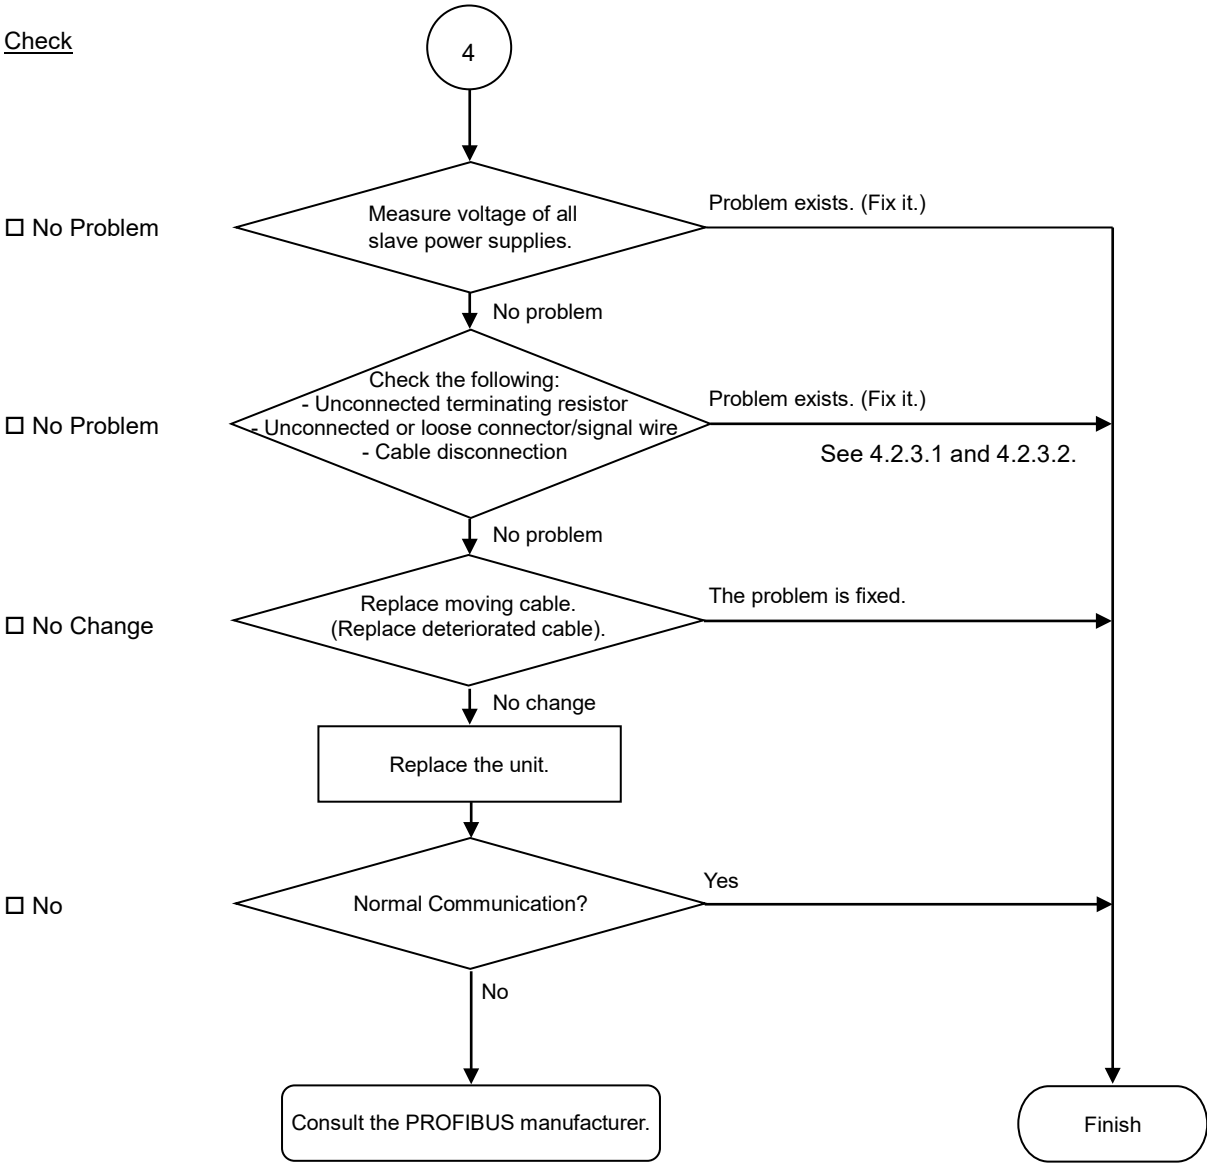 Check
4
Measure voltage of all
slave power supplies.
Problem exists. (Fix it.)
☐ No Problem
No problem
Check the following:
- Unconnected terminating resistor
- Unconnected or loose connector/signal wire
- Cable disconnection
Problem exists. (Fix it.)
☐ No Problem
See 4.2.3.1 and 4.2.3.2.
No problem
Replace moving cable.
(Replace deteriorated cable).
The problem is fixed.
☐ No Change
No change
Replace the unit.
Normal Communication?
Yes
☐ No
No
Consult the PROFIBUS manufacturer.
Finish